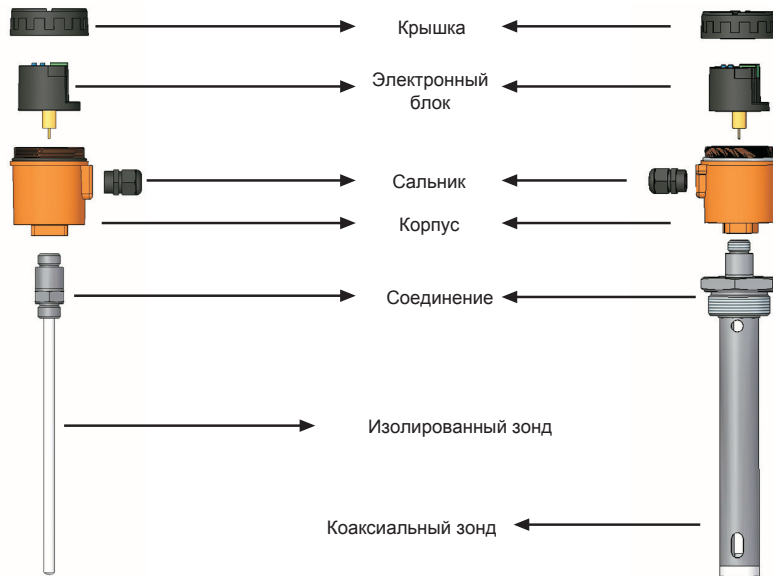 Крышка
Электронный
блок
Сальник
Корпус
Соединение
Изолированный зонд
Коаксиальный зонд